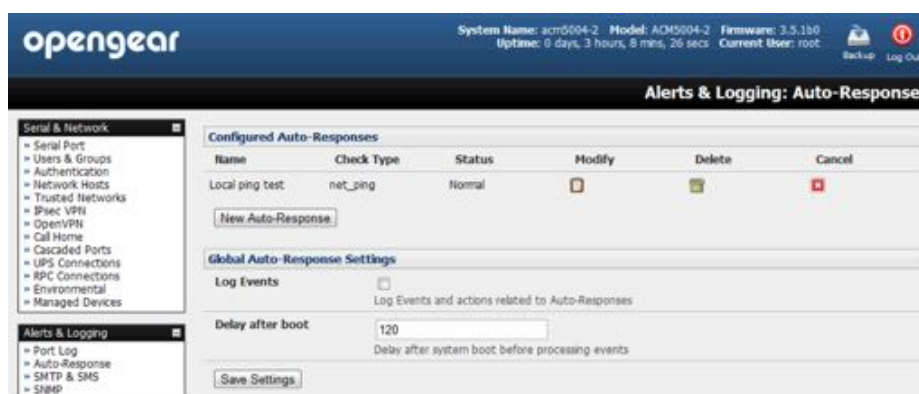 opengear
System Name: acm5004-2 Model: ACM5004-2 Firmware: 3.5.1b0
Uptime: 0 days, 3 hours, 8 mins, 26 secs Current User: root
Backup
Log Out
Alerts & Logging: Auto-Response
Serial & Network
Serial Port
Users & Groups
Authentication
Network Hosts
Trusted Networks
IPsec VPN
OpenVPN
Call Home
Cascaded Ports
UPS Connections
RPC Connections
Environmental
Managed Devices
Alerts & Logging
Port Log
Auto-Response
SMTP & SMS
SNMP
Configured Auto-Responses
Name Check Type Status Modify Delete Cancel
Local ping test net_ping Normal
New Auto-Response
Global Auto-Response Settings
Log Events
Log Events and actions related to Auto-Responses
Delay after boot 120
Delay after system boot before processing events
Save Settings